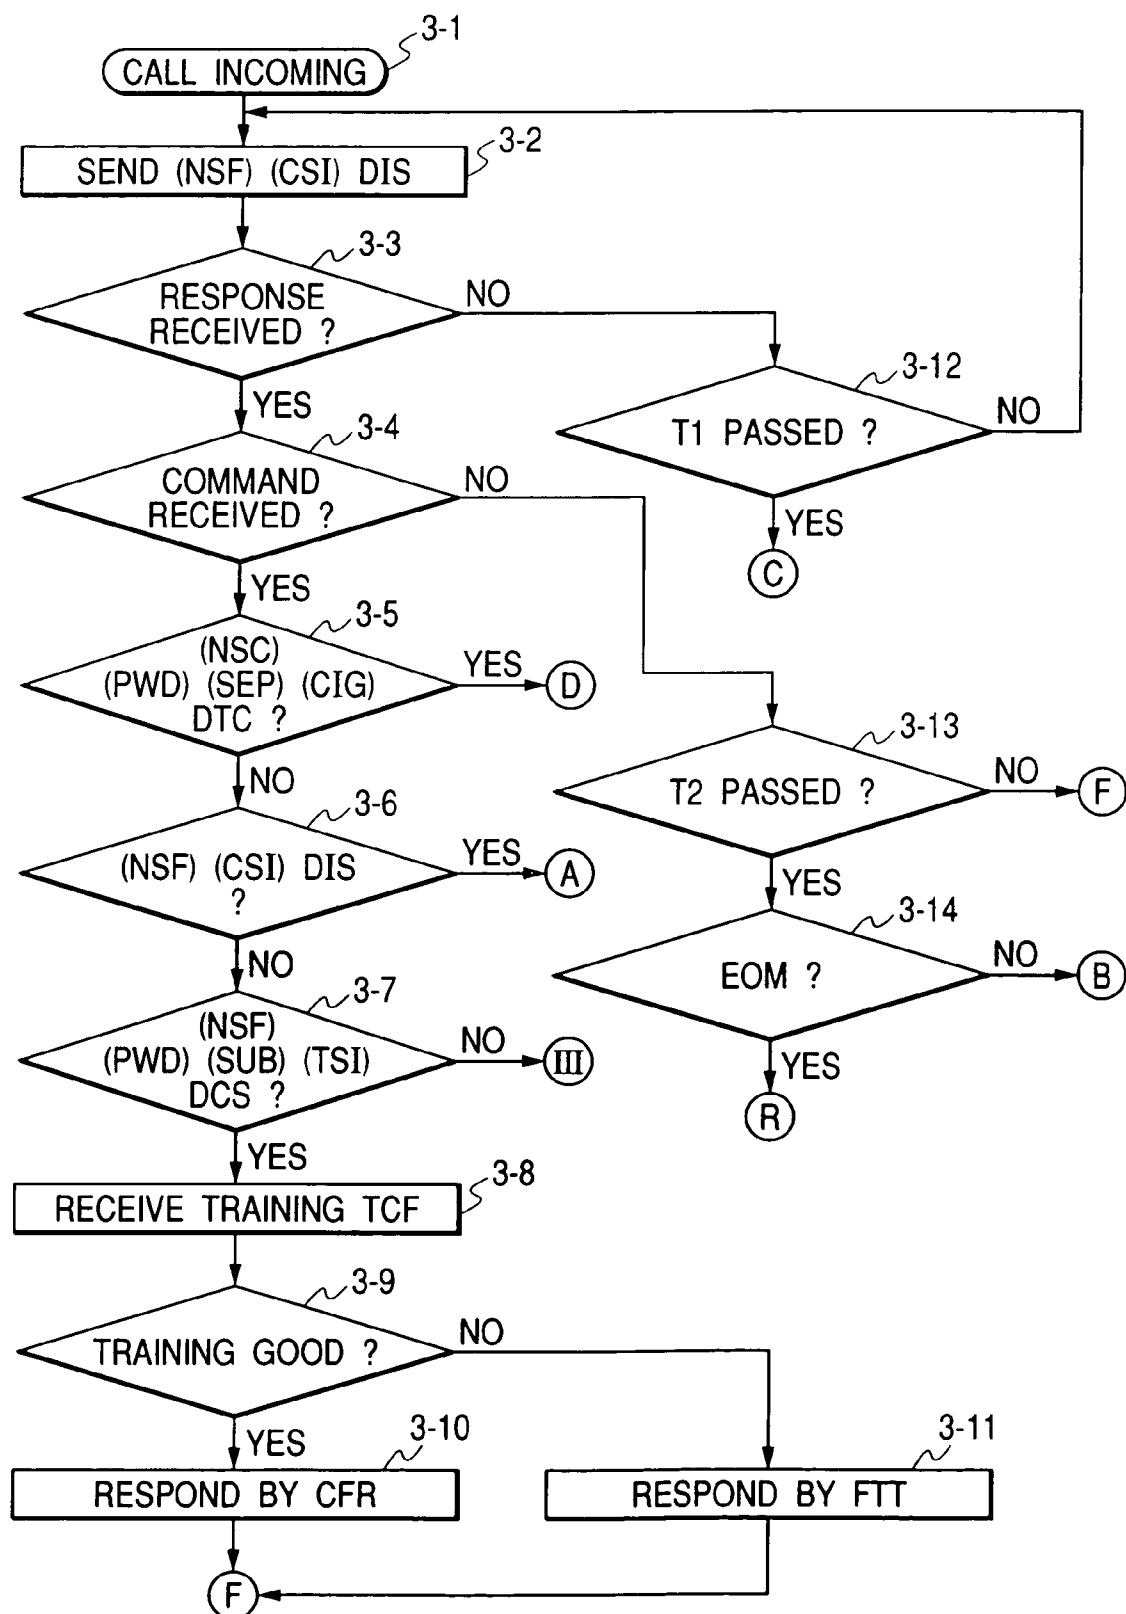 3-1
CALL INCOMING
3-2
SEND (NSF) (CSI) DIS
3-3
RESPONSE
RECEIVED ?
NO
YES
3-12
T1 PASSED ?
NO
YES
C
3-4
COMMAND
RECEIVED ?
NO
YES
3-5
(NSC)
(PWD) (SEP) (CIG)
DTC ?
YES
D
NO
3-13
T2 PASSED ?
NO
F
YES
3-6
(NSF) (CSI) DIS
?
YES
A
NO
3-14
EOM ?
NO
B
YES
R
3-7
(NSF)
(PWD) (SUB) (TSI)
DCS ?
NO
III
YES
3-8
RECEIVE TRAINING TCF
3-9
TRAINING GOOD ?
NO
YES
3-10
RESPOND BY CFR
3-11
RESPOND BY FTT
F